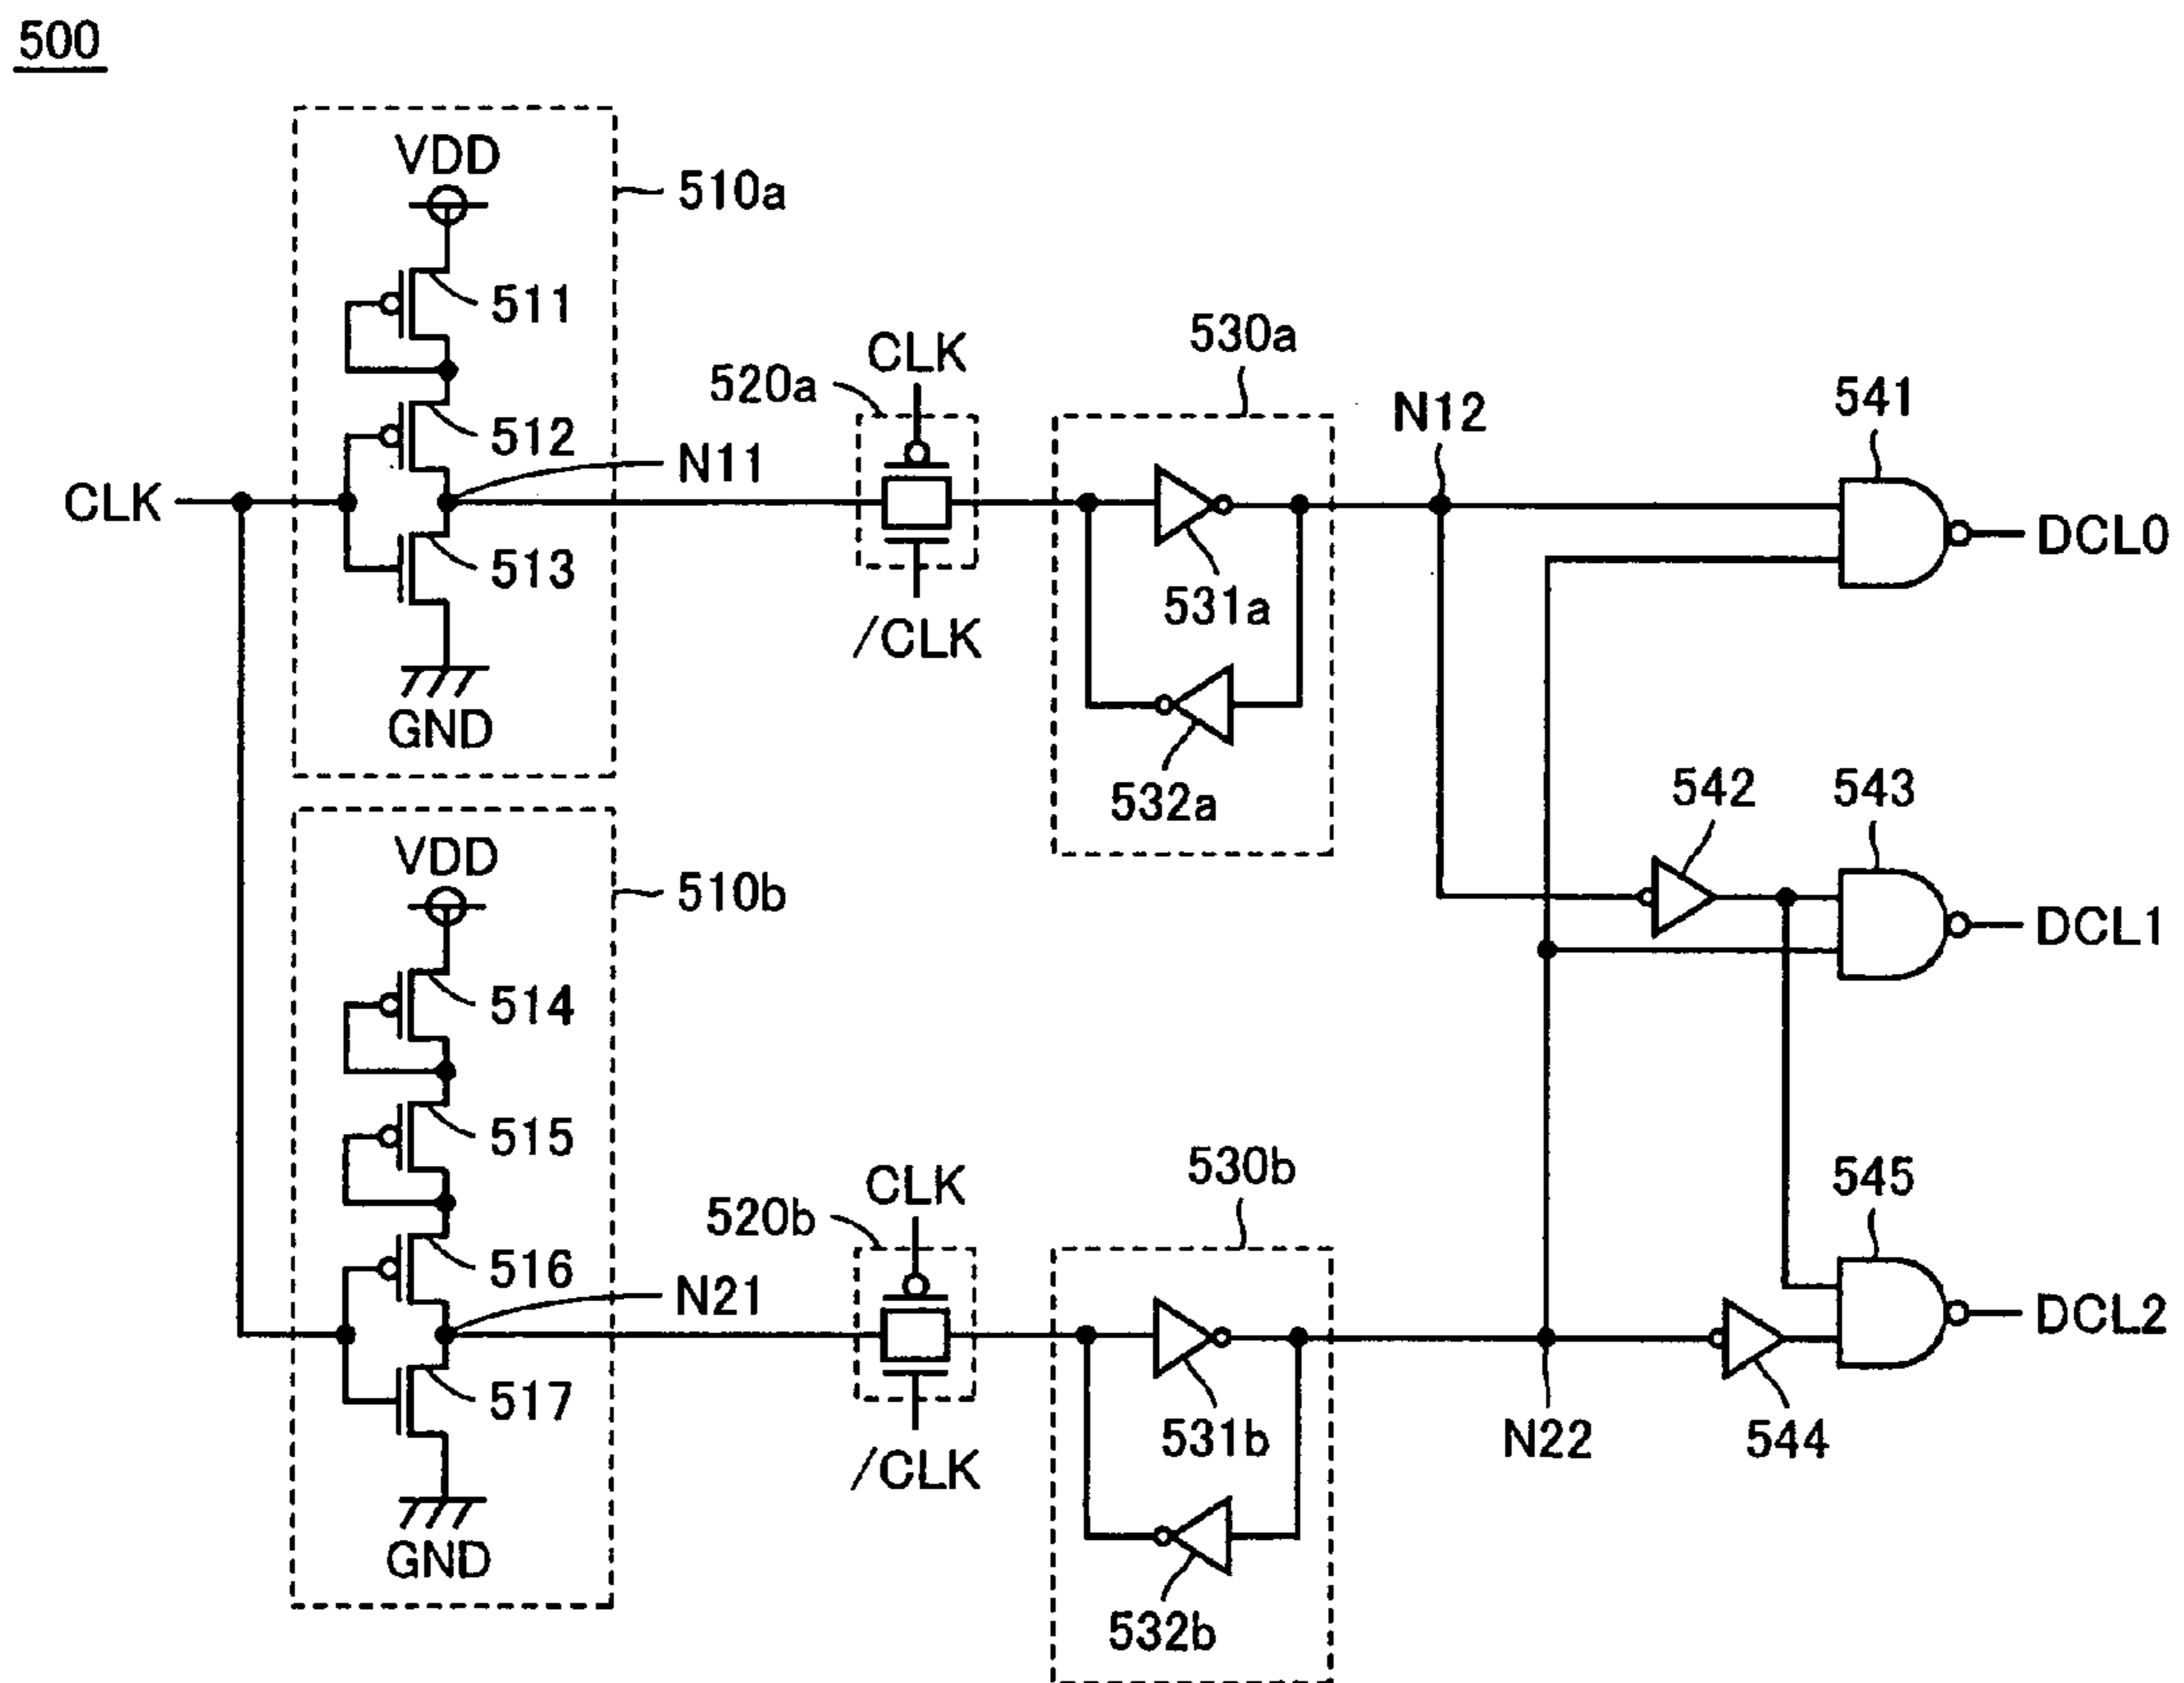 500
VDD
510a
511
512
CLK
520a
530a
N12
541
N11
CLK
DCL0
513
531a
/CLK
GND
532a
542
543
VDD
510b
DCL1
514
515
530b
545
CLK
520b
516
N21
DCL2
517
531b
N22
544
/CLK
GND
532b